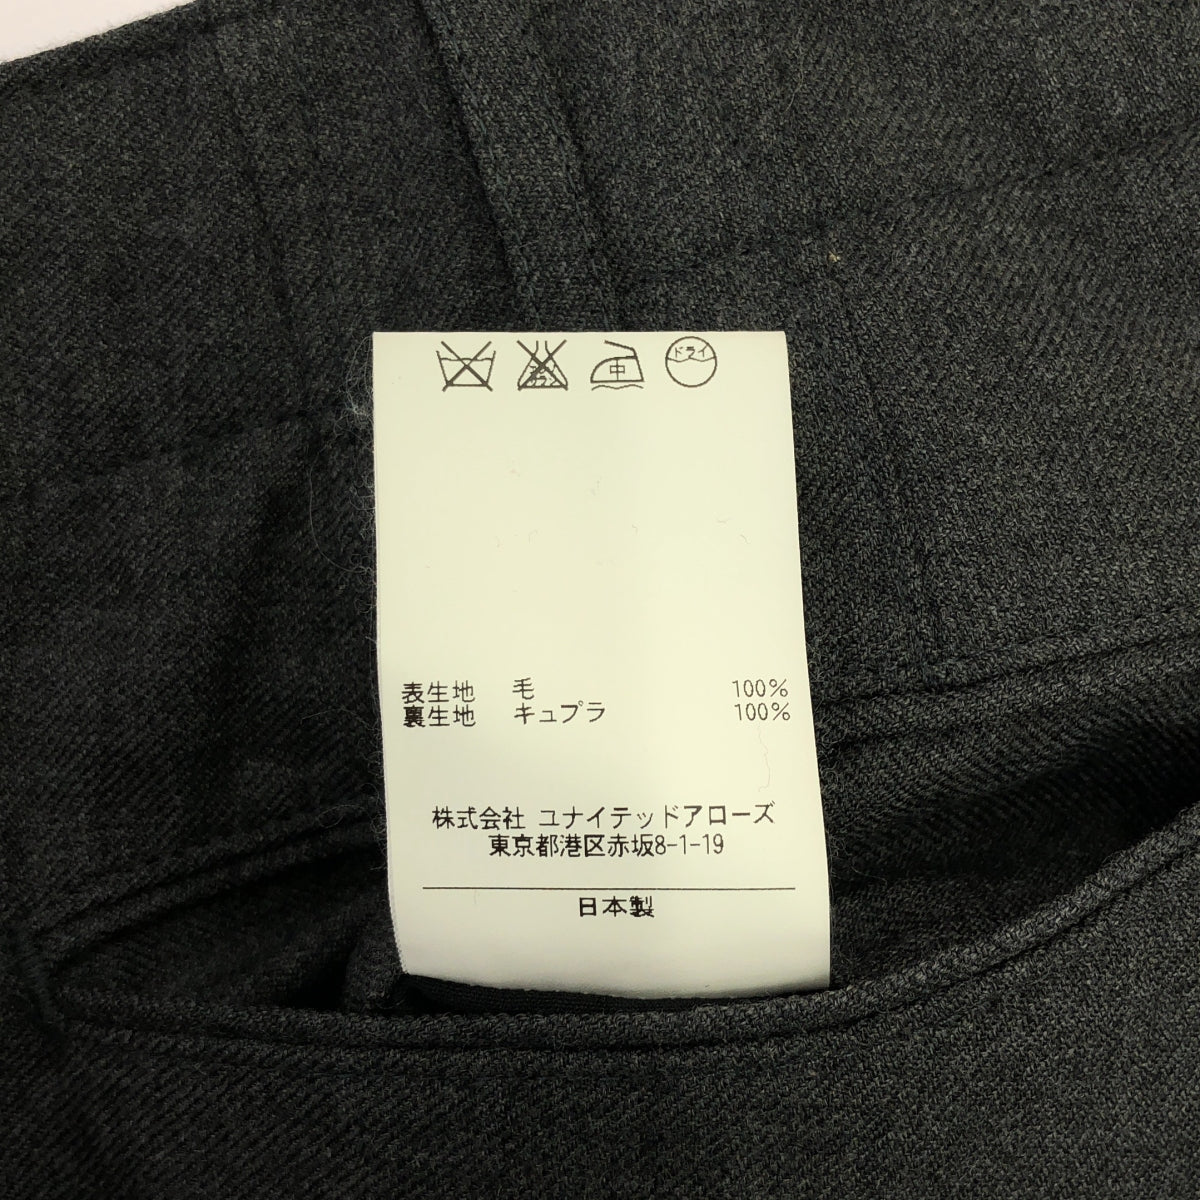 中 ドライ
表生地 毛 100%
裏生地 キュプラ 100%
株式会社 ユナイテッドアローズ
東京都港区赤坂8-1-19
日本製